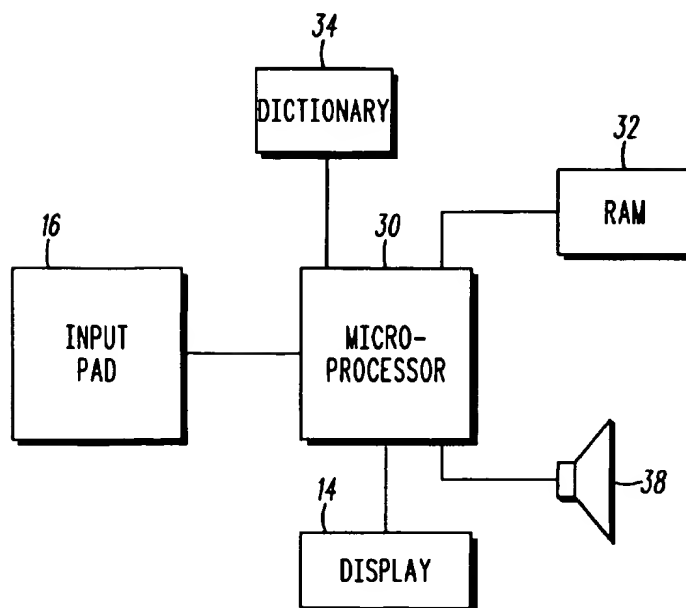 34
DICTIONARY
32
RAM
16
30
INPUT
PAD
MICRO-
PROCESSOR
38
14
DISPLAY